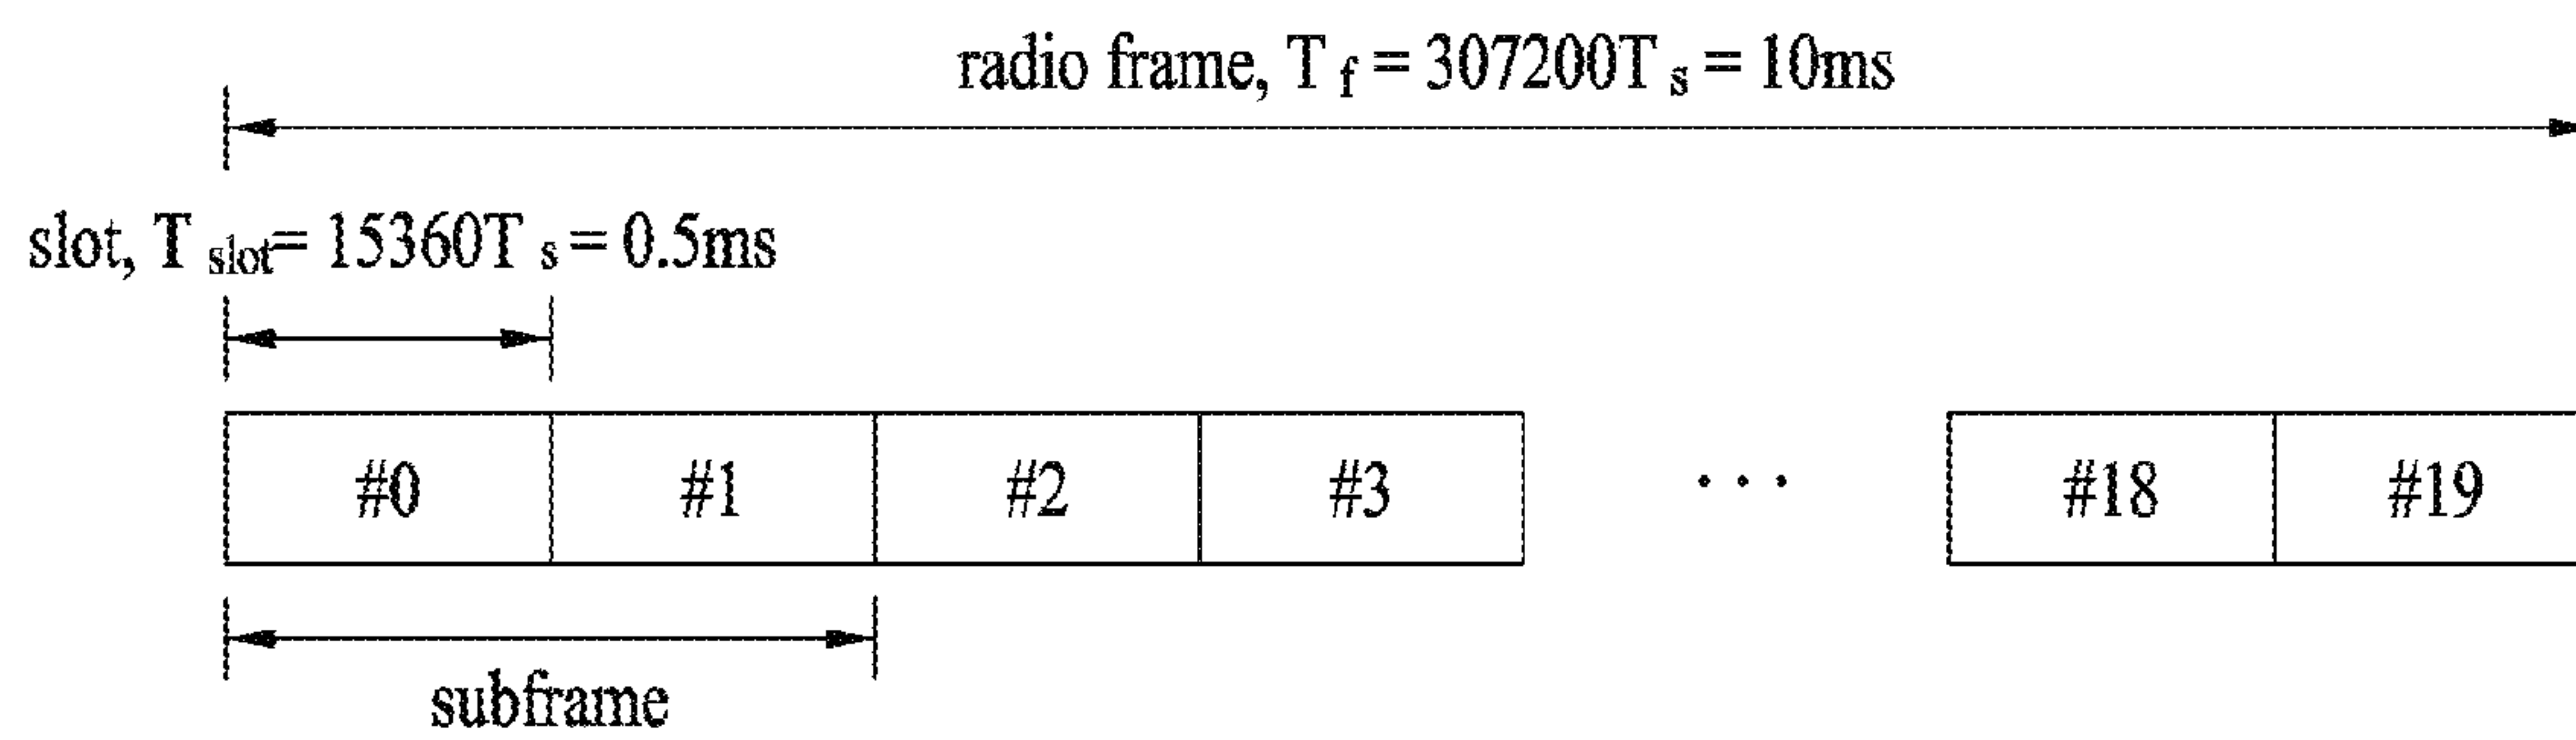 radio frame, T f = 307200T s = 10ms
slot, T slot= 15360T s = 0.5ms
#0 #1 #2 #3 · · · #18 #19
subframe